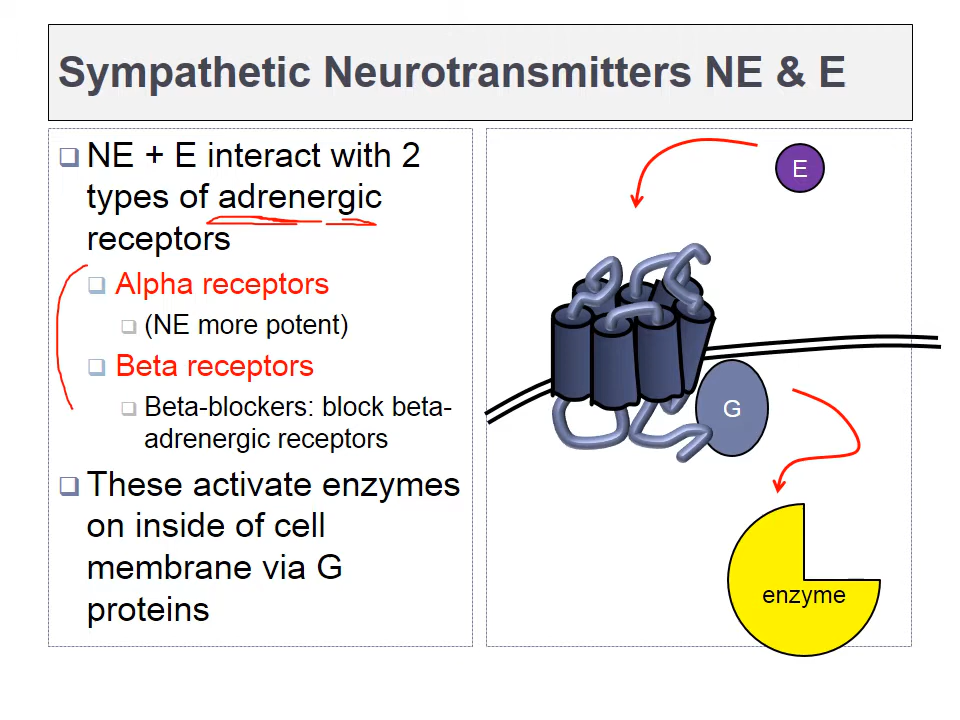 Sympathetic Neurotransmitters NE & E
NE + E interact with 2
types of adrenergic
receptors
Alpha receptors
(NE more potent)
Beta receptors
Beta-blockers: block beta-
adrenergic receptors
These activate enzymes
on inside of cell
membrane via G
proteins
E
G
enzyme